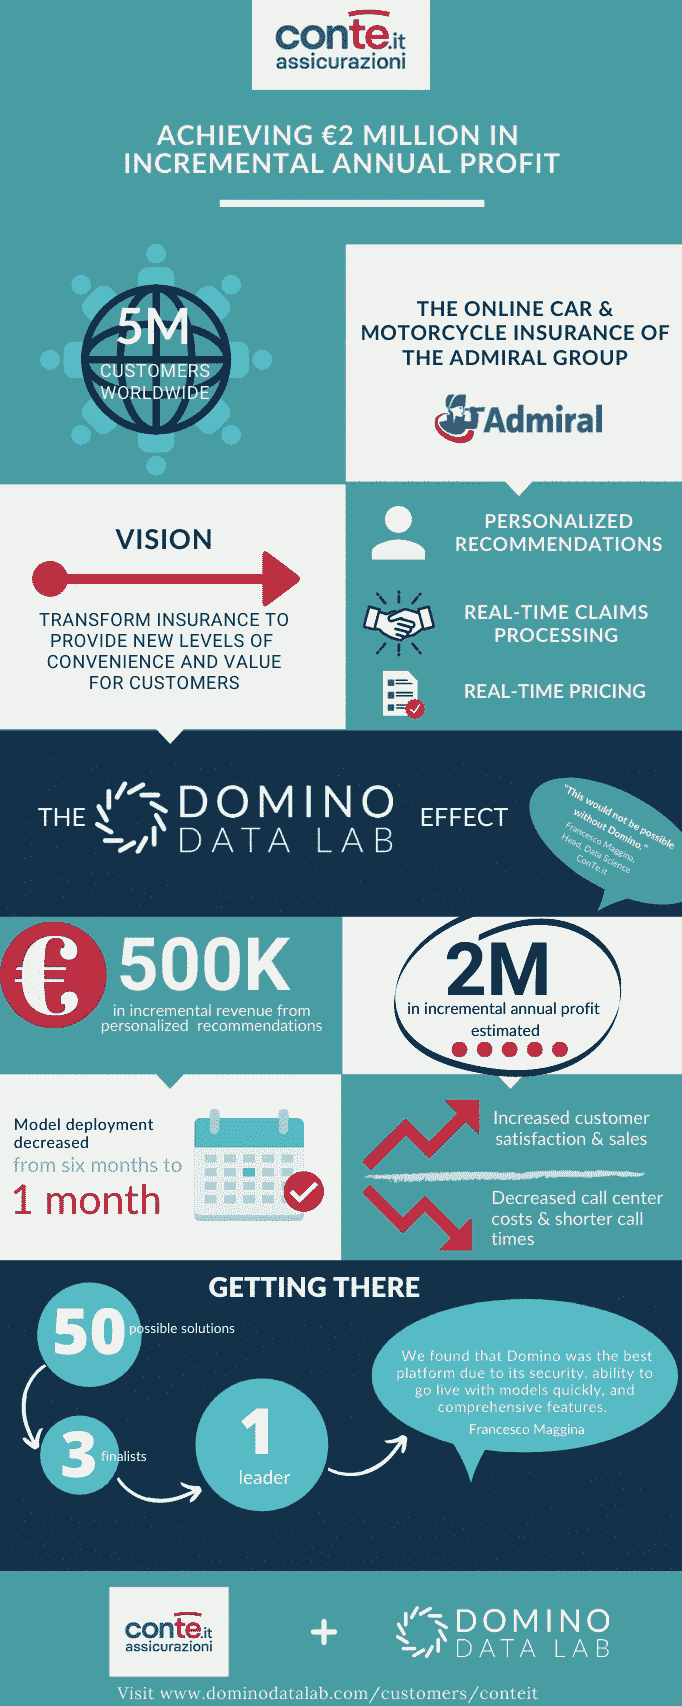 conte.it
assicurazioni
ACHIEVING €2 MILLION IN
INCREMENTAL ANNUAL PROFIT
5M
CUSTOMERS
WORLDWIDE
THE ONLINE CAR &
MOTORCYCLE INSURANCE OF
THE ADMIRAL GROUP
Admiral
VISION
TRANSFORM INSURANCE TO
PROVIDE NEW LEVELS OF
CONVENIENCE AND VALUE
FOR CUSTOMERS
PERSONALIZED
RECOMMENDATIONS
REAL-TIME CLAIMS
PROCESSING
REAL-TIME PRICING
THE DOMINO EFFECT
DATA LAB
"This would not be possible
without Domino."
Francesco Maggina,
Head, Data Science
ConTe.it
€ 500K
in incremental revenue from
personalized recommendations
2M
in incremental annual profit
estimated
Model deployment
decreased
from six months to
1 month
Increased customer
satisfaction & sales
Decreased call center
costs & shorter call
times
GETTING THERE
50 possible solutions
3 finalists
1
leader
We found that Domino was the best
platform due to its security, ability to
go live with models quickly, and
comprehensive features.
Francesco Maggina
conte.it
assicurazioni
+
DOMINO
DATA LAB
Visit www.dominodatalab.com/customers/conteit